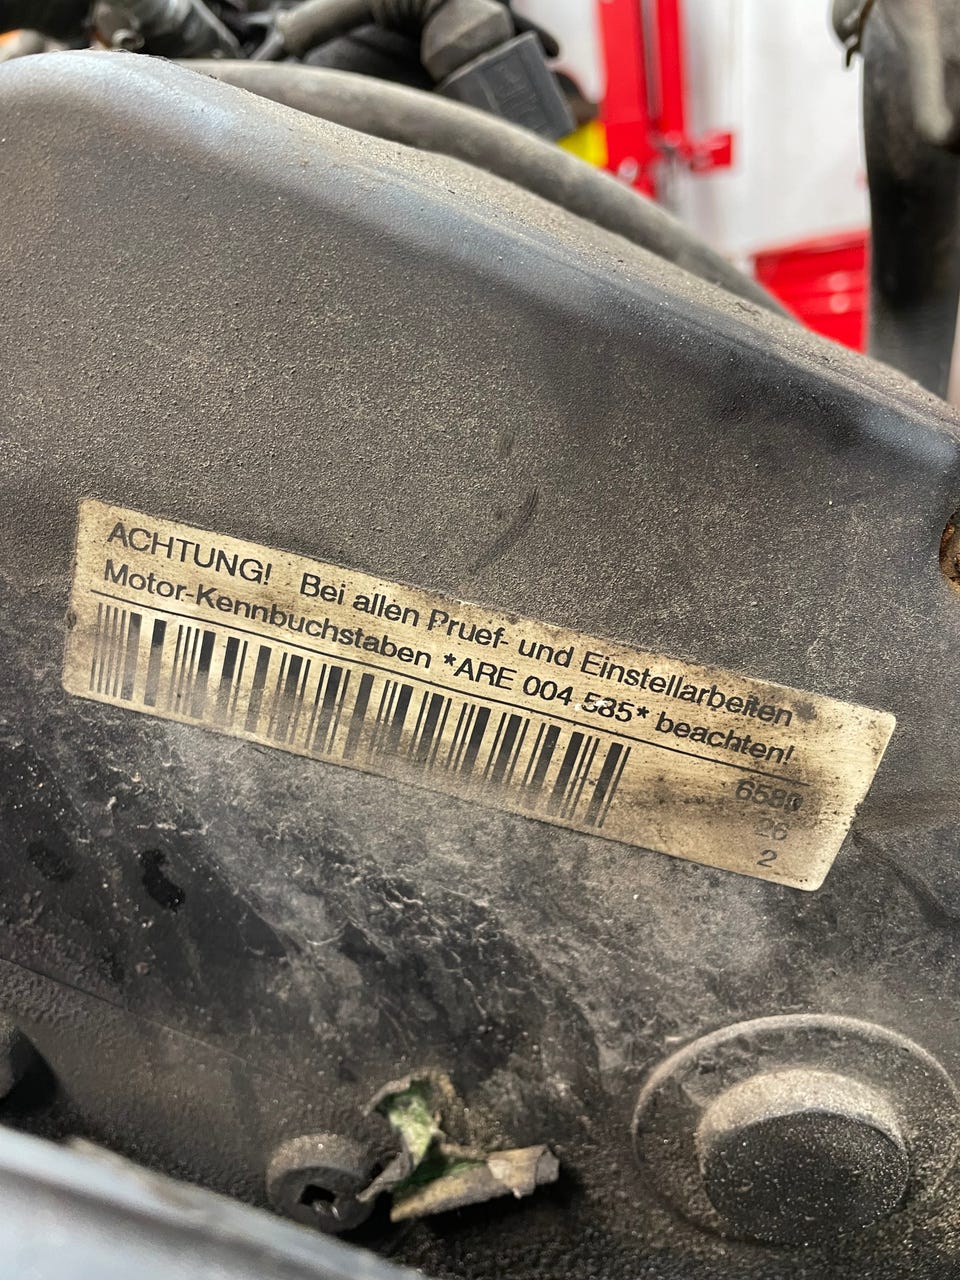 ACHTUNG! Bei allen Pruef- und Einstellarbeiten
Motor-Kennbuchstaben *ARE 004 585* beachten!
26
2